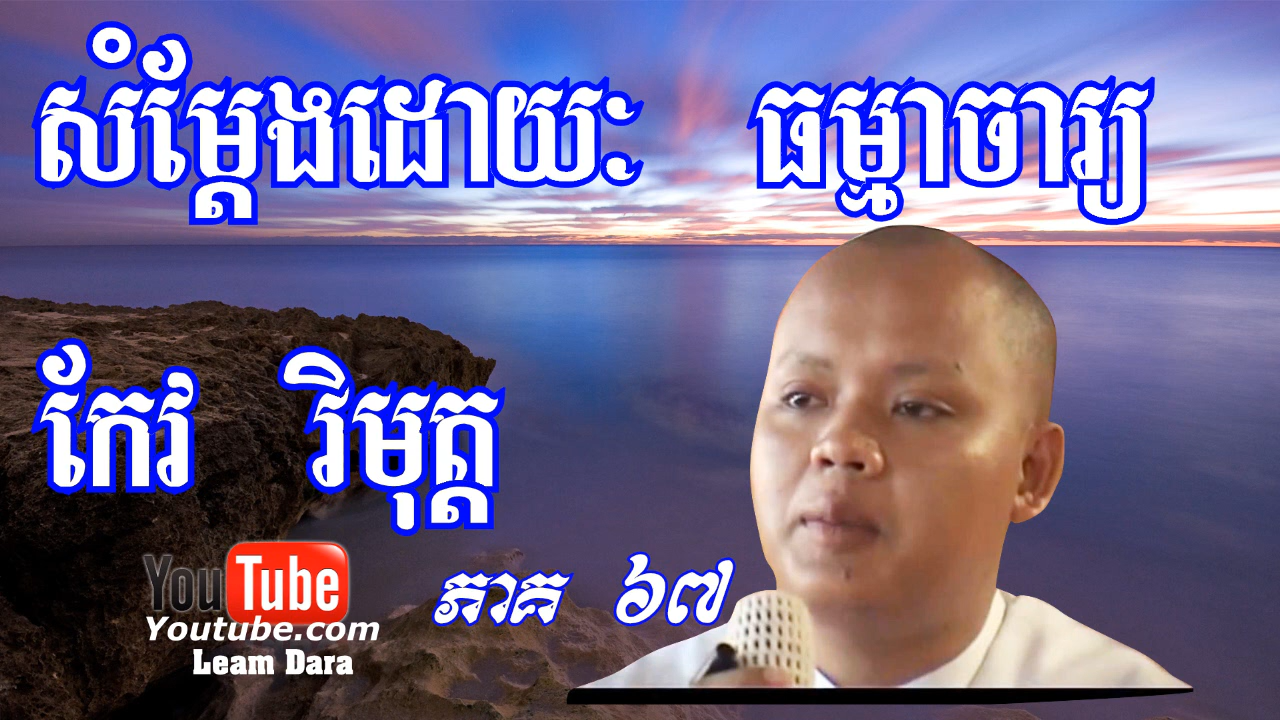 សំម្ដែងដោយៈ ធម្មាចារ្យ
កែវ វិមុត្ត
ភាគ ៦៧
YouTube
Youtube.com
Leam Dara